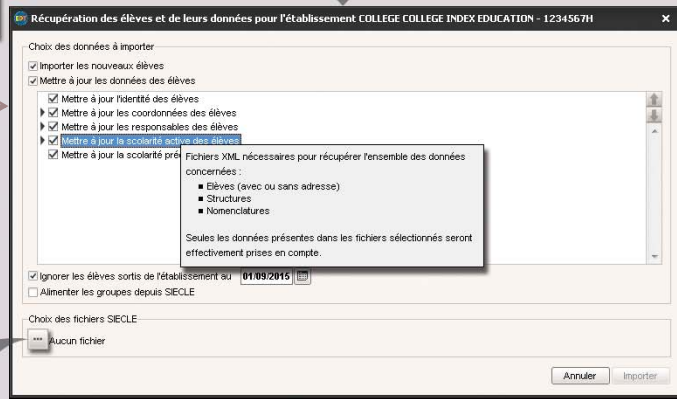 EDT
Récupération des élèves et de leurs données pour l'établissement COLLEGE COLLEGE INDEX EDUCATION - 1234567H
Choix des données à importer
Importer les nouveaux élèves
Mettre à jour les données des élèves
Mettre à jour l'identité des élèves
Mettre à jour les coordonnées des élèves
Mettre à jour les responsables des élèves
Mettre à jour la scolarité active des élèves
Mettre à jour la scolarité pré
Fichiers XML nécessaires pour récupérer l'ensemble des données
concernées :
Elèves (avec ou sans adresse)
Structures
Nomenclatures
Seules les données présentes dans les fichiers sélectionnés seront
effectivement prises en compte.
Ignorer les élèves sortis de l'établissement au 01/09/2015
Alimenter les groupes depuis SIECLE
Choix des fichiers SIECLE
... Aucun fichier
Annuler Importer